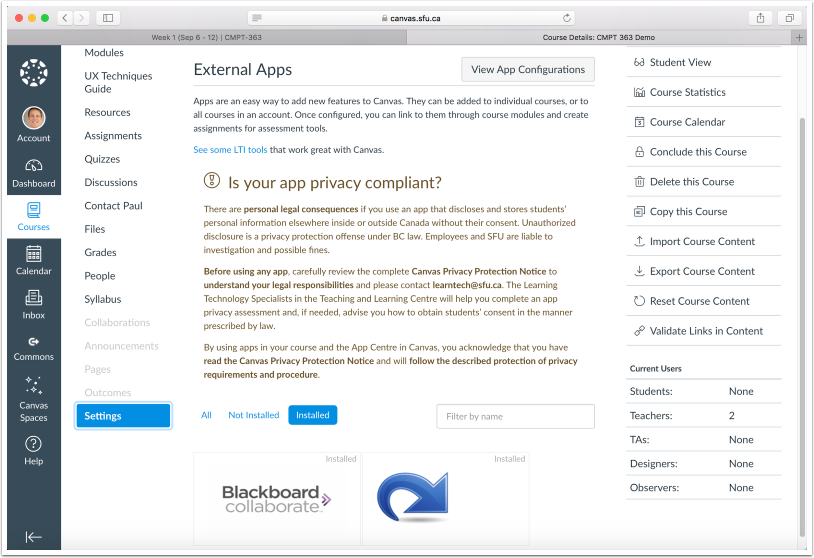 canvas.sfu.ca
Week 1 (Sep 6 - 12) | CMPT-363
Course Details: CMPT 363 Demo
Account
Dashboard
Courses
Calendar
Inbox
Commons
Canvas
Spaces
Help
Modules
UX Techniques
Guide
Resources
Assignments
Quizzes
Discussions
Contact Paul
Files
Grades
People
Syllabus
Collaborations
Announcements
Pages
Outcomes
Settings
External Apps
View App Configurations
Apps are an easy way to add new features to Canvas. They can be added to individual courses, or to
all courses in an account. Once configured, you can link to them through course modules and create
assignments for assessment tools.
See some LTI tools that work great with Canvas.
Is your app privacy compliant?
There are personal legal consequences if you use an app that discloses and stores students'
personal information elsewhere inside or outside Canada without their consent. Unauthorized
disclosure is a privacy protection offense under BC law. Employees and SFU are liable to
investigation and possible fines.
Before using any app, carefully review the complete Canvas Privacy Protection Notice to
understand your legal responsibilities and please contact learntech@sfu.ca. The Learning
Technology Specialists in the Teaching and Learning Centre will help you complete an app
privacy assessment and, if needed, advise you how to obtain students' consent in the manner
prescribed by law.
By using apps in your course and the App Centre in Canvas, you acknowledge that you have
read the Canvas Privacy Protection Notice and will follow the described protection of privacy
requirements and procedure.
All
Not Installed
Installed
Filter by name
Installed
Blackboard
collaborate
Installed
Student View
Course Statistics
Course Calendar
Conclude this Course
Delete this Course
Copy this Course
Import Course Content
Export Course Content
Reset Course Content
Validate Links in Content
Current Users
Students: None
Teachers: 2
TAs: None
Designers: None
Observers: None